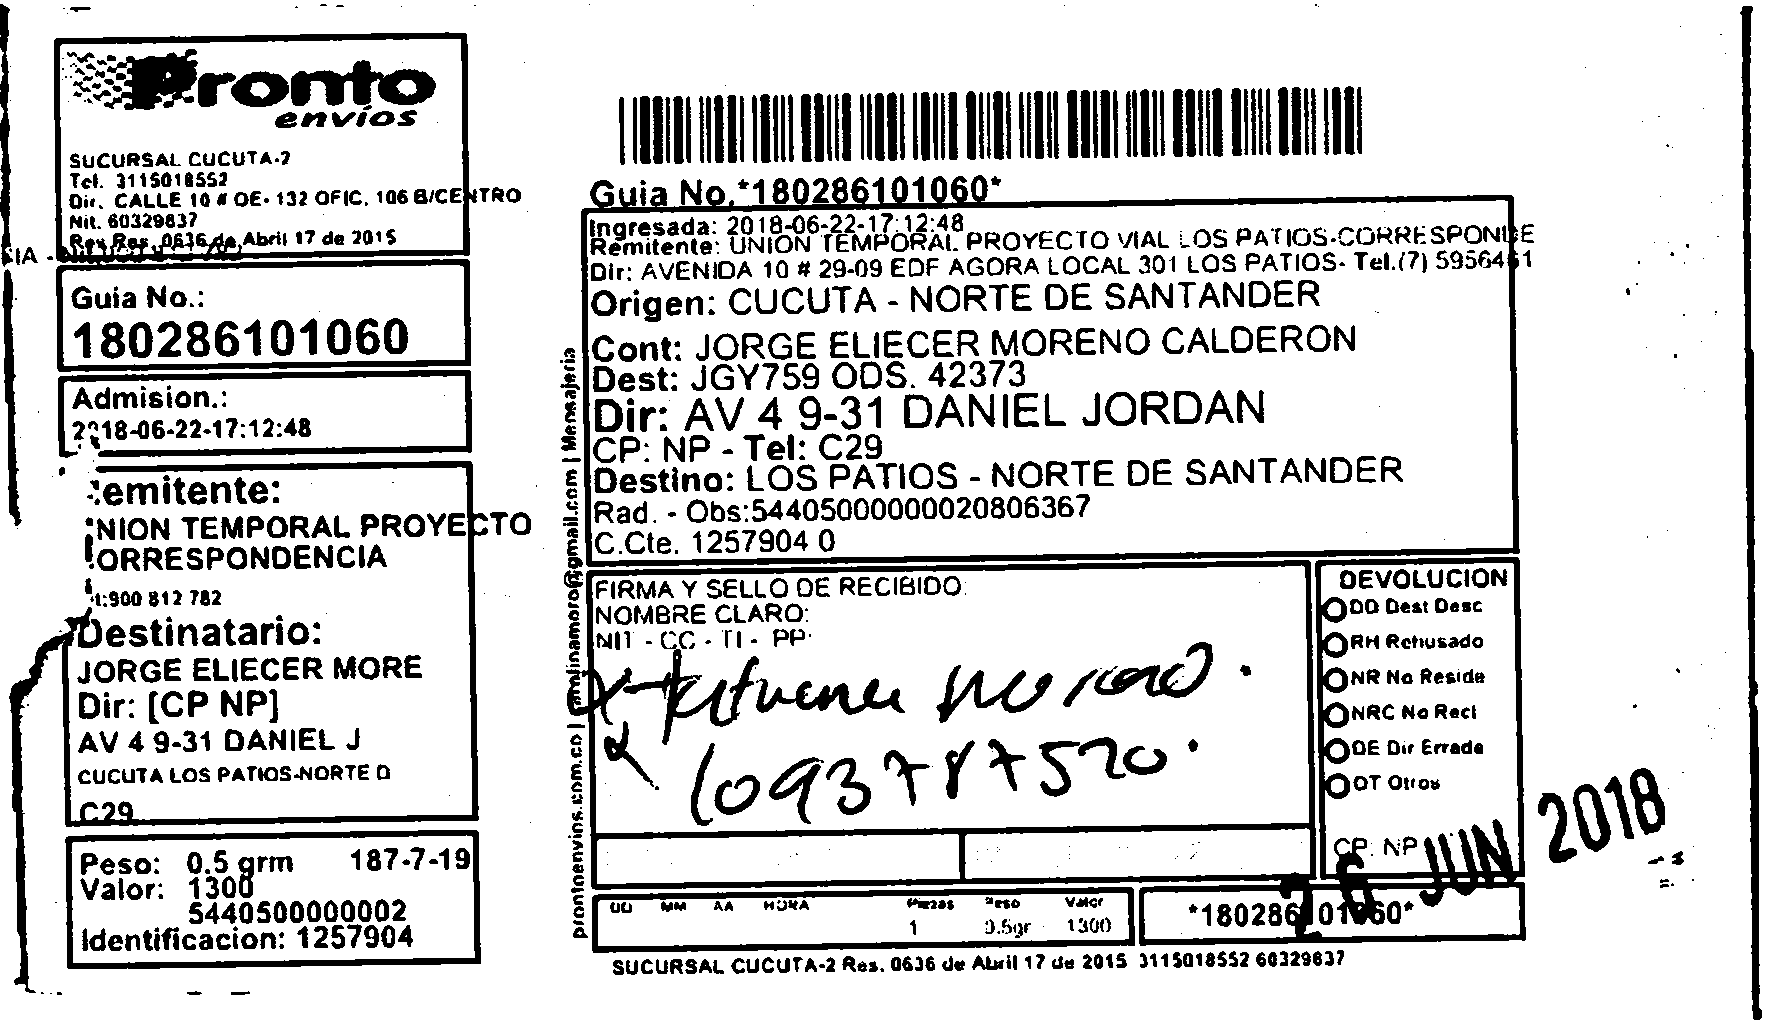 Pronto
envíos
SUCURSAL CUCUTA-2
Tel. 3115018552
Dir. CALLE 10 # OE- 132 OFIC. 106 B/CENTRO
Nit. 60329837
Res. 0636 de Abril 17 de 2015
Guia No.:
180286101060
Admision.:
2018-06-22-17:12:48
emitente:
NION TEMPORAL PROYECTO
ORRESPONDENCIA
:900 812 782
Destinatario:
JORGE ELIECER MORE
Dir: [CP NP]
AV 4 9-31 DANIEL J
CUCUTA LOS PATIOS-NORTE D
C29
Peso: 0.5 grm 187-7-19
Valor: 1300
5440500000002
Identificacion: 1257904
Guia No.*180286101060*
Ingresada: 2018-06-22-17:12:48
Remitente: UNION TEMPORAL PROYECTO VIAL LOS PATIOS-CORRESPONDE
Dir: AVENIDA 10 # 29-09 EDF AGORA LOCAL 301 LOS PATIOS- Tel.(7) 5956461
Origen: CUCUTA - NORTE DE SANTANDER
Cont: JORGE ELIECER MORENO CALDERON
Dest: JGY759 ODS. 42373
Dir: AV 4 9-31 DANIEL JORDAN
CP: NP - Tel: C29
Destino: LOS PATIOS - NORTE DE SANTANDER
Rad. - Obs:54405000000020806367
C.Cte. 1257904 0
FIRMA Y SELLO DE RECIBIDO
NOMBRE CLARO:
NIT - CC - TI - PP
1093787520.
DEVOLUCION
DD Dest Desc
RH Rehusado
NR No Reside
NRC No Recl
DE Dir Errada
OT Otros
CP: NP
26 JUN 2018
DD MM AA HORA Piezas Peso Valor
1 0.5gr 1300
*180286101060*
SUCURSAL CUCUTA-2 Res. 0636 de Abril 17 de 2015 3115018552 60329837
| Mensajeria